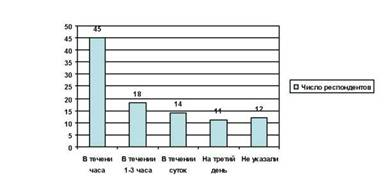 50
45
40
35
30
25
20
15
10
5
0
45
18
14
11
12
В течени часа
В течении 1-3 часа
В течении суток
На третий день
Не указали
Число респондентов